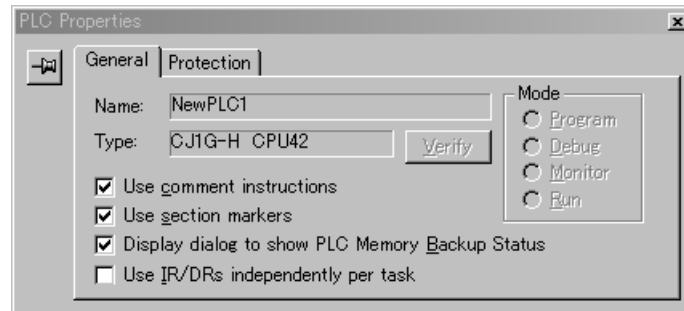 PLC Properties
General
Protection
Name:
NewPLC1
Type:
CJ1G-H CPU42
Verify
Mode
Program
Debug
Monitor
Run
Use comment instructions
Use section markers
Display dialog to show PLC Memory Backup Status
Use IR/DRs independently per task